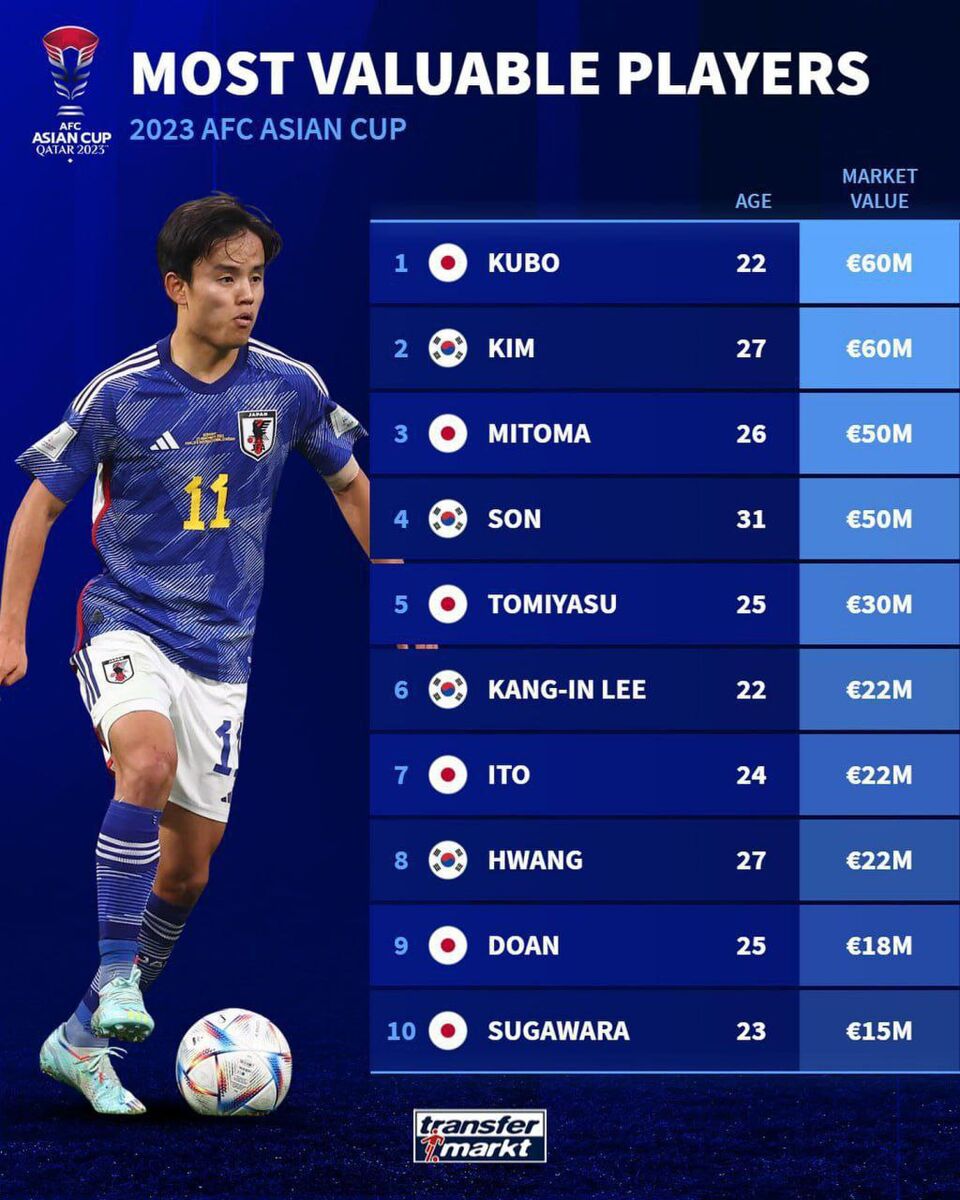 MOST VALUABLE PLAYERS
2023 AFC ASIAN CUP
AFC
ASIAN CUP
QATAR 2023™
AGE
MARKET
VALUE
1 KUBO 22 €60M
2 KIM 27 €60M
3 MITOMA 26 €50M
4 SON 31 €50M
5 TOMIYASU 25 €30M
6 KANG-IN LEE 22 €22M
7 ITO 24 €22M
8 HWANG 27 €22M
9 DOAN 25 €18M
10 SUGAWARA 23 €15M
JAPAN
11
JAPAN
11
transfer
markt